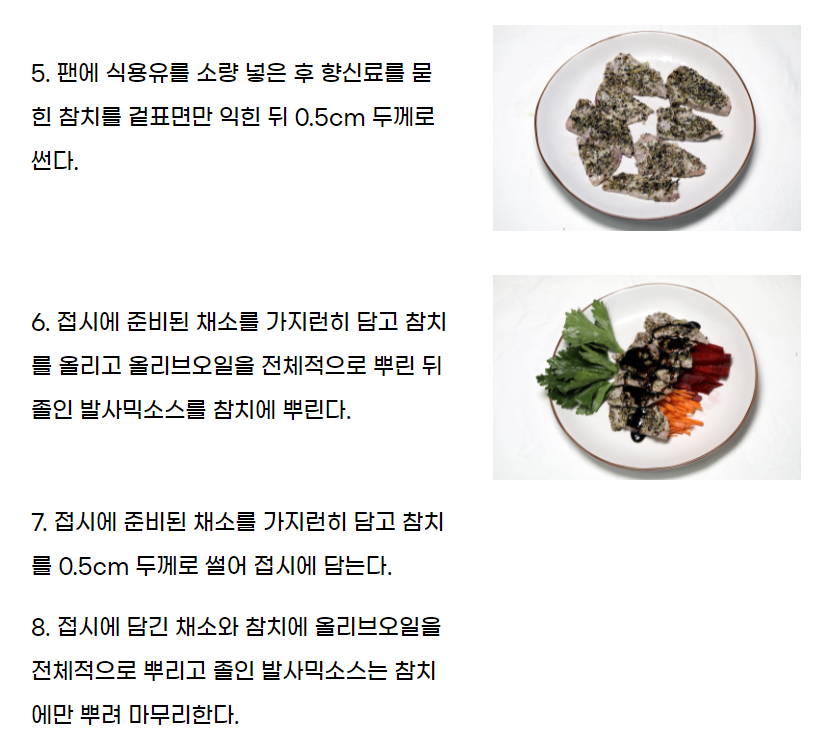 5. 팬에 식용유를 소량 넣은 후 향신료를 묻
힌 참치를 겉표면만 익힌 뒤 0.5cm 두께로
썬다.
6. 접시에 준비된 채소를 가지런히 담고 참치
를 올리고 올리브오일을 전체적으로 뿌린 뒤
졸인 발사믹소스를 참치에 뿌린다.
7. 접시에 준비된 채소를 가지런히 담고 참치
를 0.5cm 두께로 썰어 접시에 담는다.
8. 접시에 담긴 채소와 참치에 올리브오일을
전체적으로 뿌리고 졸인 발사믹소스는 참치
에만 뿌려 마무리한다.